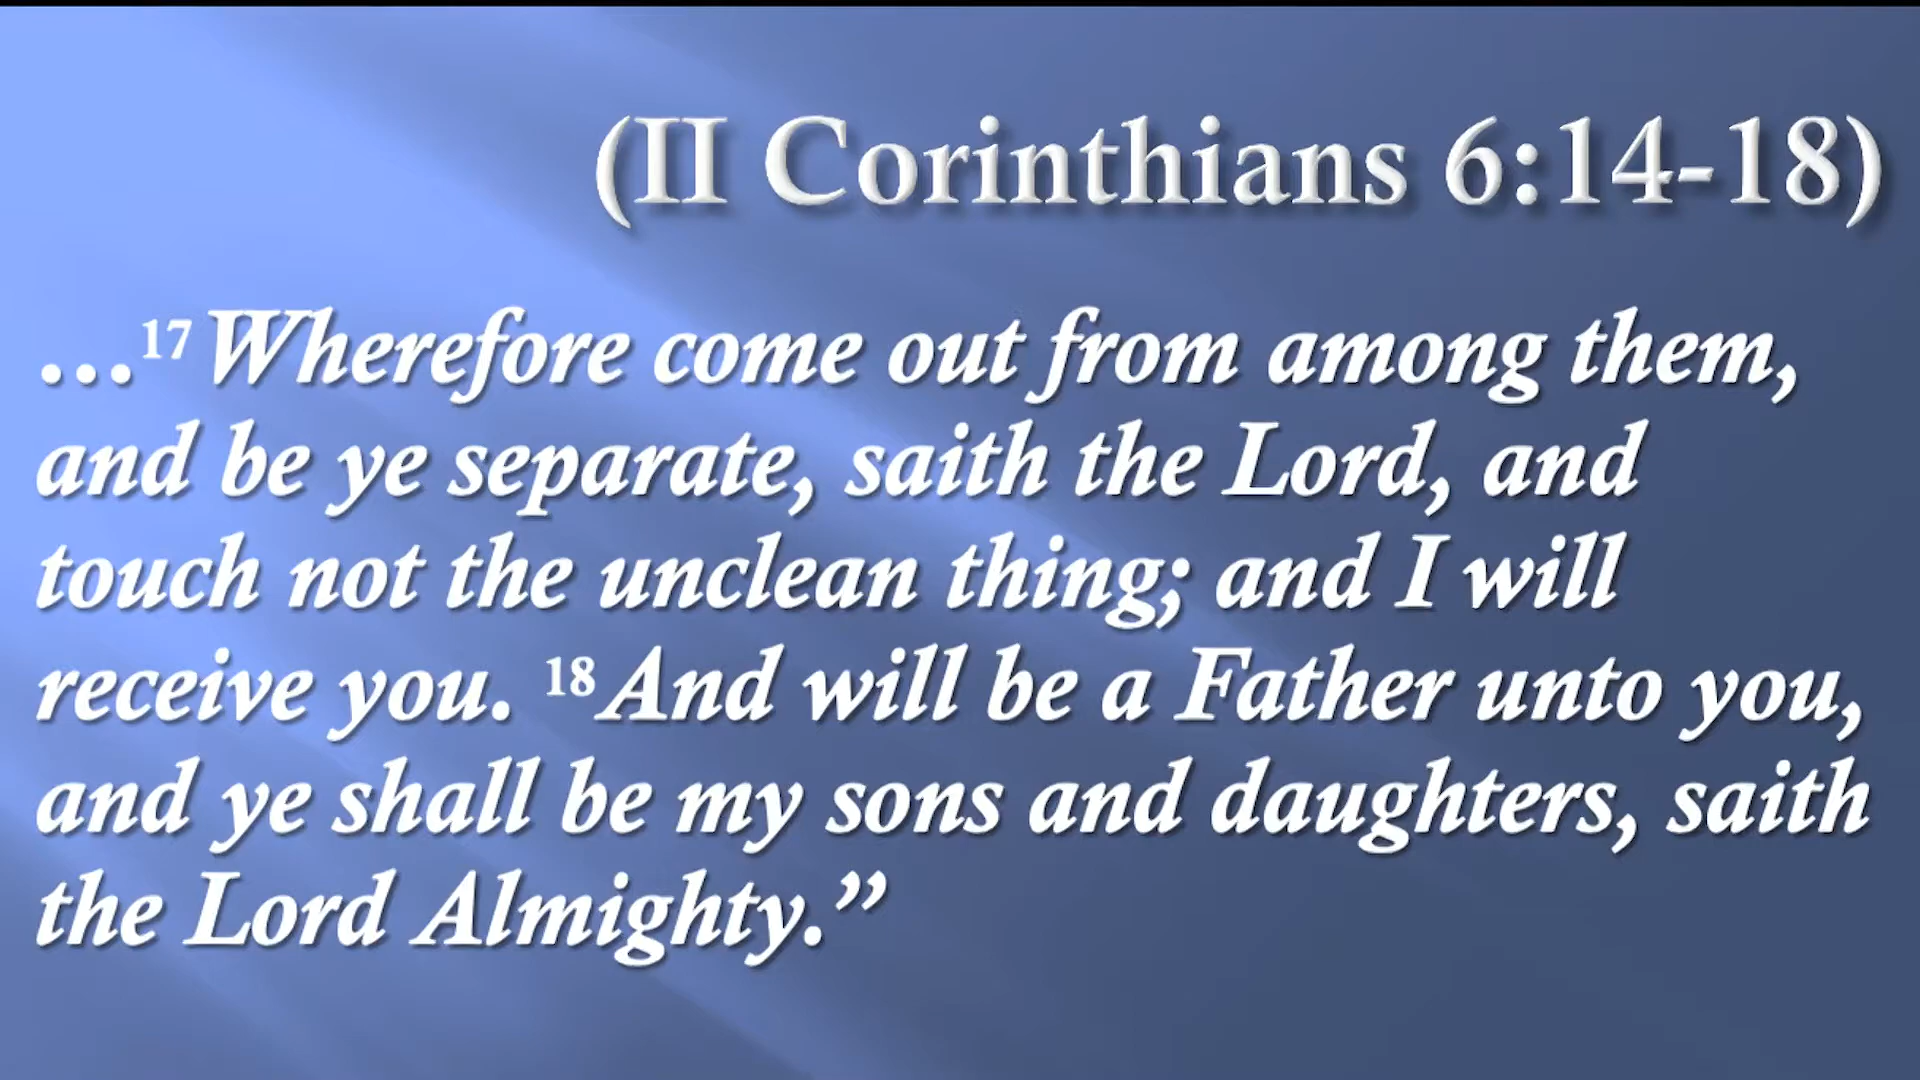 (II Corinthians 6:14-18)
…17 Wherefore come out from among them,
and be ye separate, saith the Lord, and
touch not the unclean thing; and I will
receive you. 18 And will be a Father unto you,
and ye shall be my sons and daughters, saith
the Lord Almighty.”